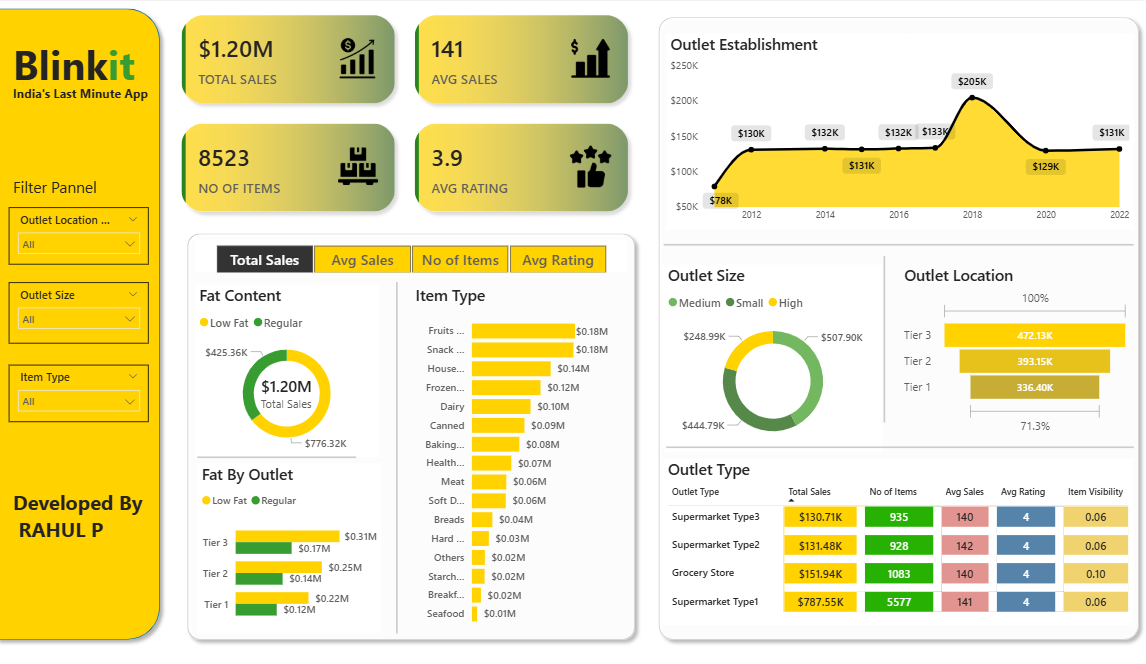 Blinkit
India's Last Minute App
Filter Pannel
Outlet Location ...
All
Outlet Size
All
Item Type
All
Developed By
RAHUL P
$1.20M
TOTAL SALES
141
AVG SALES
8523
NO OF ITEMS
3.9
AVG RATING
Total Sales
Avg Sales
No of Items
Avg Rating
Fat Content
Low Fat Regular
$425.36K
$1.20M
Total Sales
$776.32K
Fat By Outlet
Low Fat Regular
Tier 3 $0.31M
$0.17M
Tier 2 $0.25M
$0.14M
Tier 1 $0.22M
$0.12M
Item Type
Fruits ... $0.18M
Snack ... $0.18M
House... $0.14M
Frozen... $0.12M
Dairy $0.10M
Canned $0.09M
Baking... $0.08M
Health... $0.07M
Meat $0.06M
Soft D... $0.06M
Breads $0.04M
Hard ... $0.03M
Others $0.02M
Starch... $0.02M
Breakf... $0.02M
Seafood $0.01M
Outlet Establishment
$250K
$200K
$150K
$100K
$50K
$78K
$130K
$132K
$131K
$132K
$133K
$205K
$129K
$131K
2012 2014 2016 2018 2020 2022
Outlet Size
Medium Small High
$248.99K
$507.90K
$444.79K
Outlet Location
100%
Tier 3 472.13K
Tier 2 393.15K
Tier 1 336.40K
71.3%
Outlet Type
Outlet Type Total Sales No of Items Avg Sales Avg Rating Item Visibility
Supermarket Type3 $130.71K 935 140 4 0.06
Supermarket Type2 $131.48K 928 142 4 0.06
Grocery Store $151.94K 1083 140 4 0.10
Supermarket Type1 $787.55K 5577 141 4 0.06